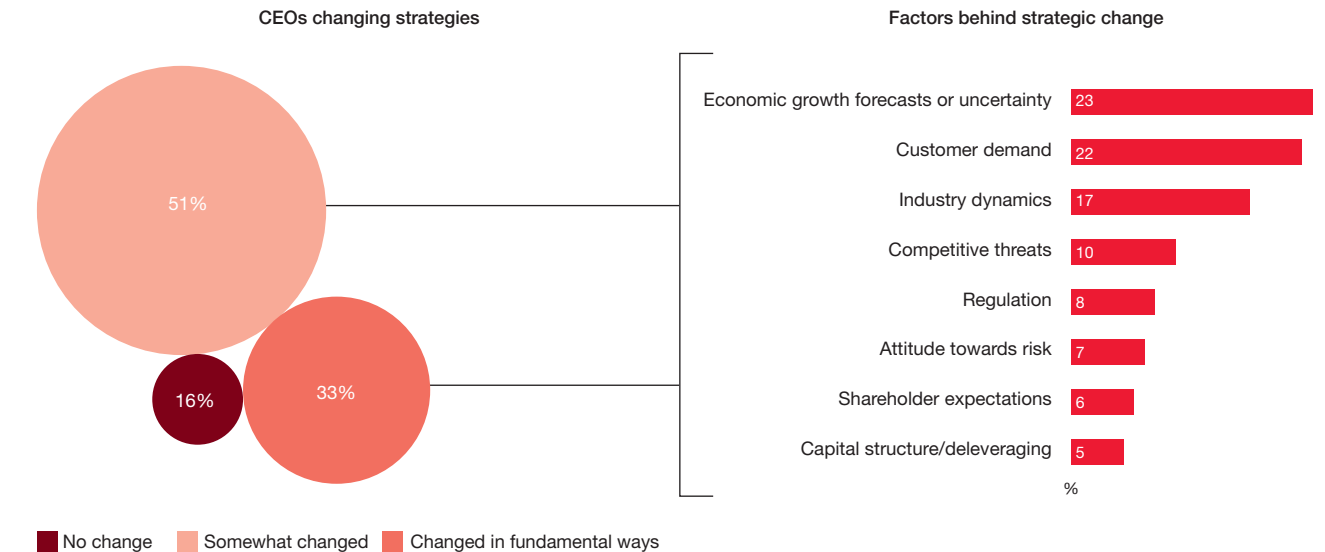 CEOs changing strategies
51%
16%
33%
No change
Somewhat changed
Changed in fundamental ways
Factors behind strategic change
Economic growth forecasts or uncertainty 23
Customer demand 22
Industry dynamics 17
Competitive threats 10
Regulation 8
Attitude towards risk 7
Shareholder expectations 6
Capital structure/deleveraging 5
%